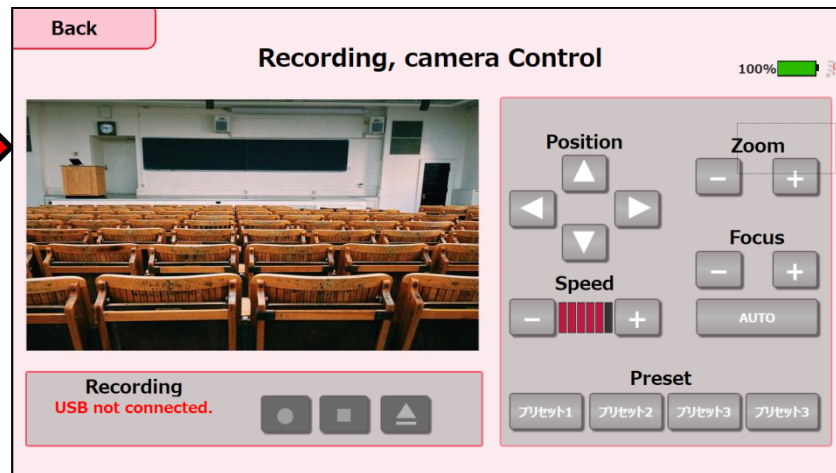 Back
Recording, camera Control
100%
Position
Zoom
Focus
Speed
AUTO
Recording
USB not connected.
Preset
プリセット1
プリセット2
プリセット3
プリセット3